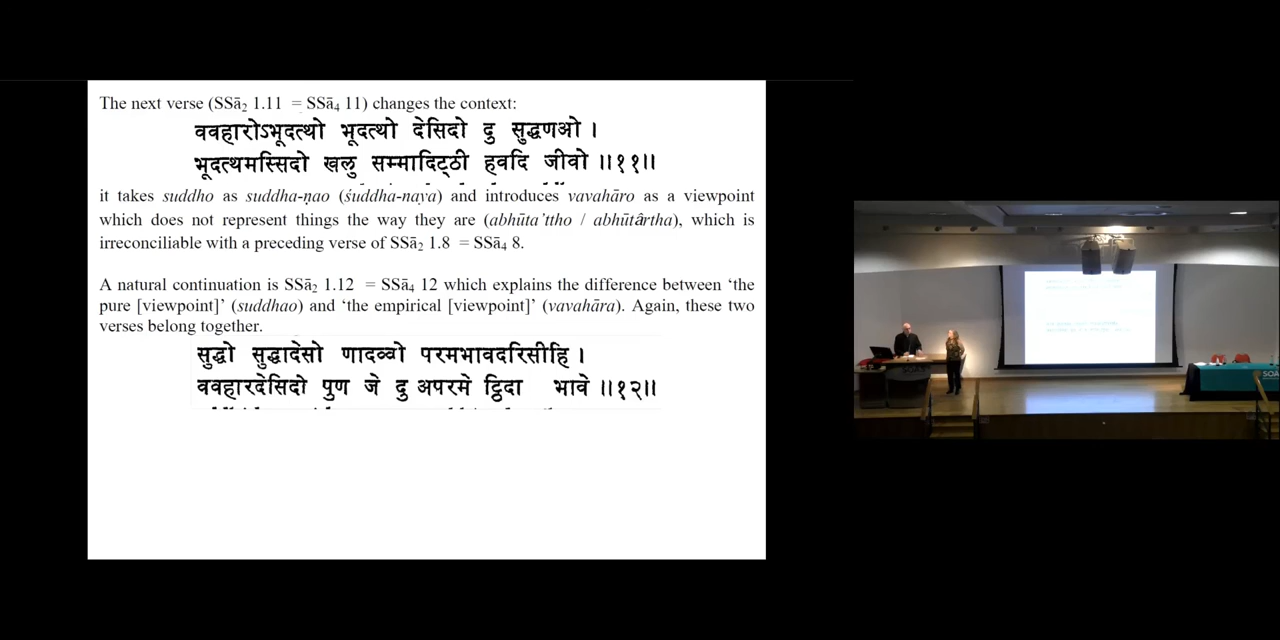 The next verse (SSā₂ 1.11 = SSā₄ 11) changes the context:
ववहारोऽभूदत्थो भूदत्थो देसिदो दु सुद्धणओ ।
भूदत्थमस्सिदो खलु सम्मादिट्ठी हवदि जीवो ॥११॥
it takes suddho as suddha-ṇao (śuddha-naya) and introduces vavahāro as a viewpoint
which does not represent things the way they are (abhūta’ttho / abhūtârtha), which is
irreconciliable with a preceding verse of SSā₂ 1.8 = SSā₄ 8.
A natural continuation is SSā₂ 1.12 = SSā₄ 12 which explains the difference between ‘the
pure [viewpoint]’ (suddhao) and ‘the empirical [viewpoint]’ (vavahāra). Again, these two
verses belong together.
सुद्धो सुद्धादेसो णादव्वो परमभावदरिसीहि ।
ववहारदेसिदो पुण जे दु अपरमे ट्ठिदा भावे ॥१२॥
SOA